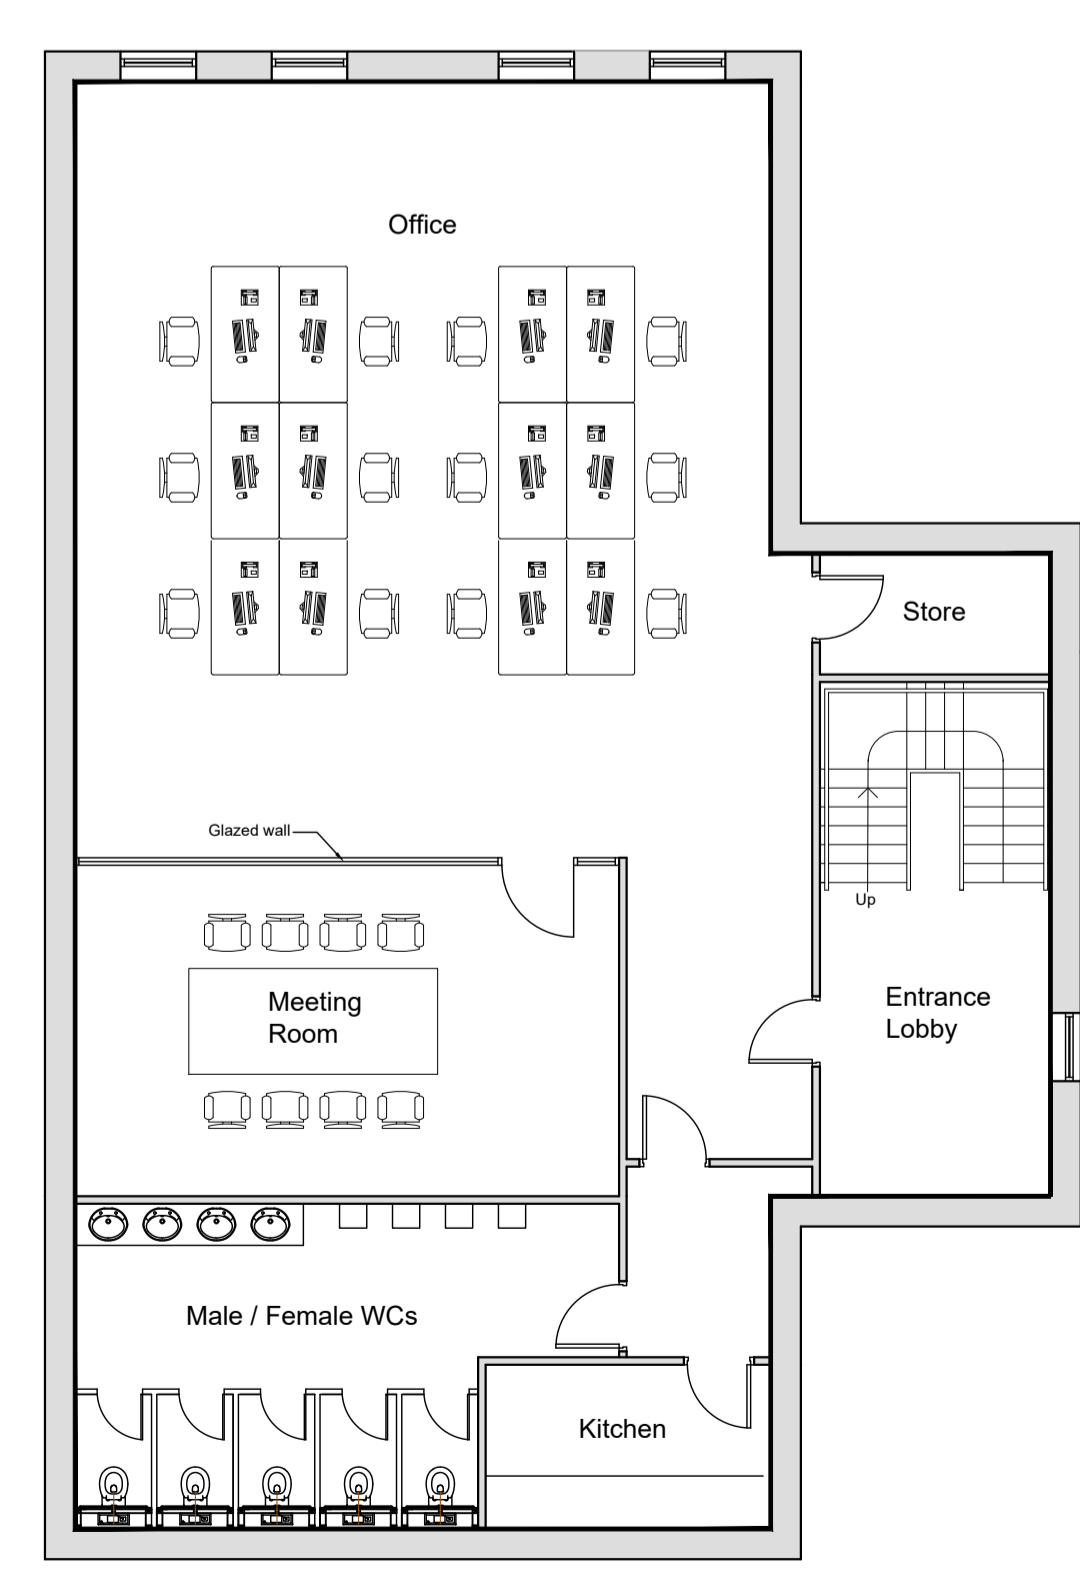 Office
Store
Glazed wall
Up
Entrance
Lobby
Meeting
Room
Male / Female WCs
Kitchen